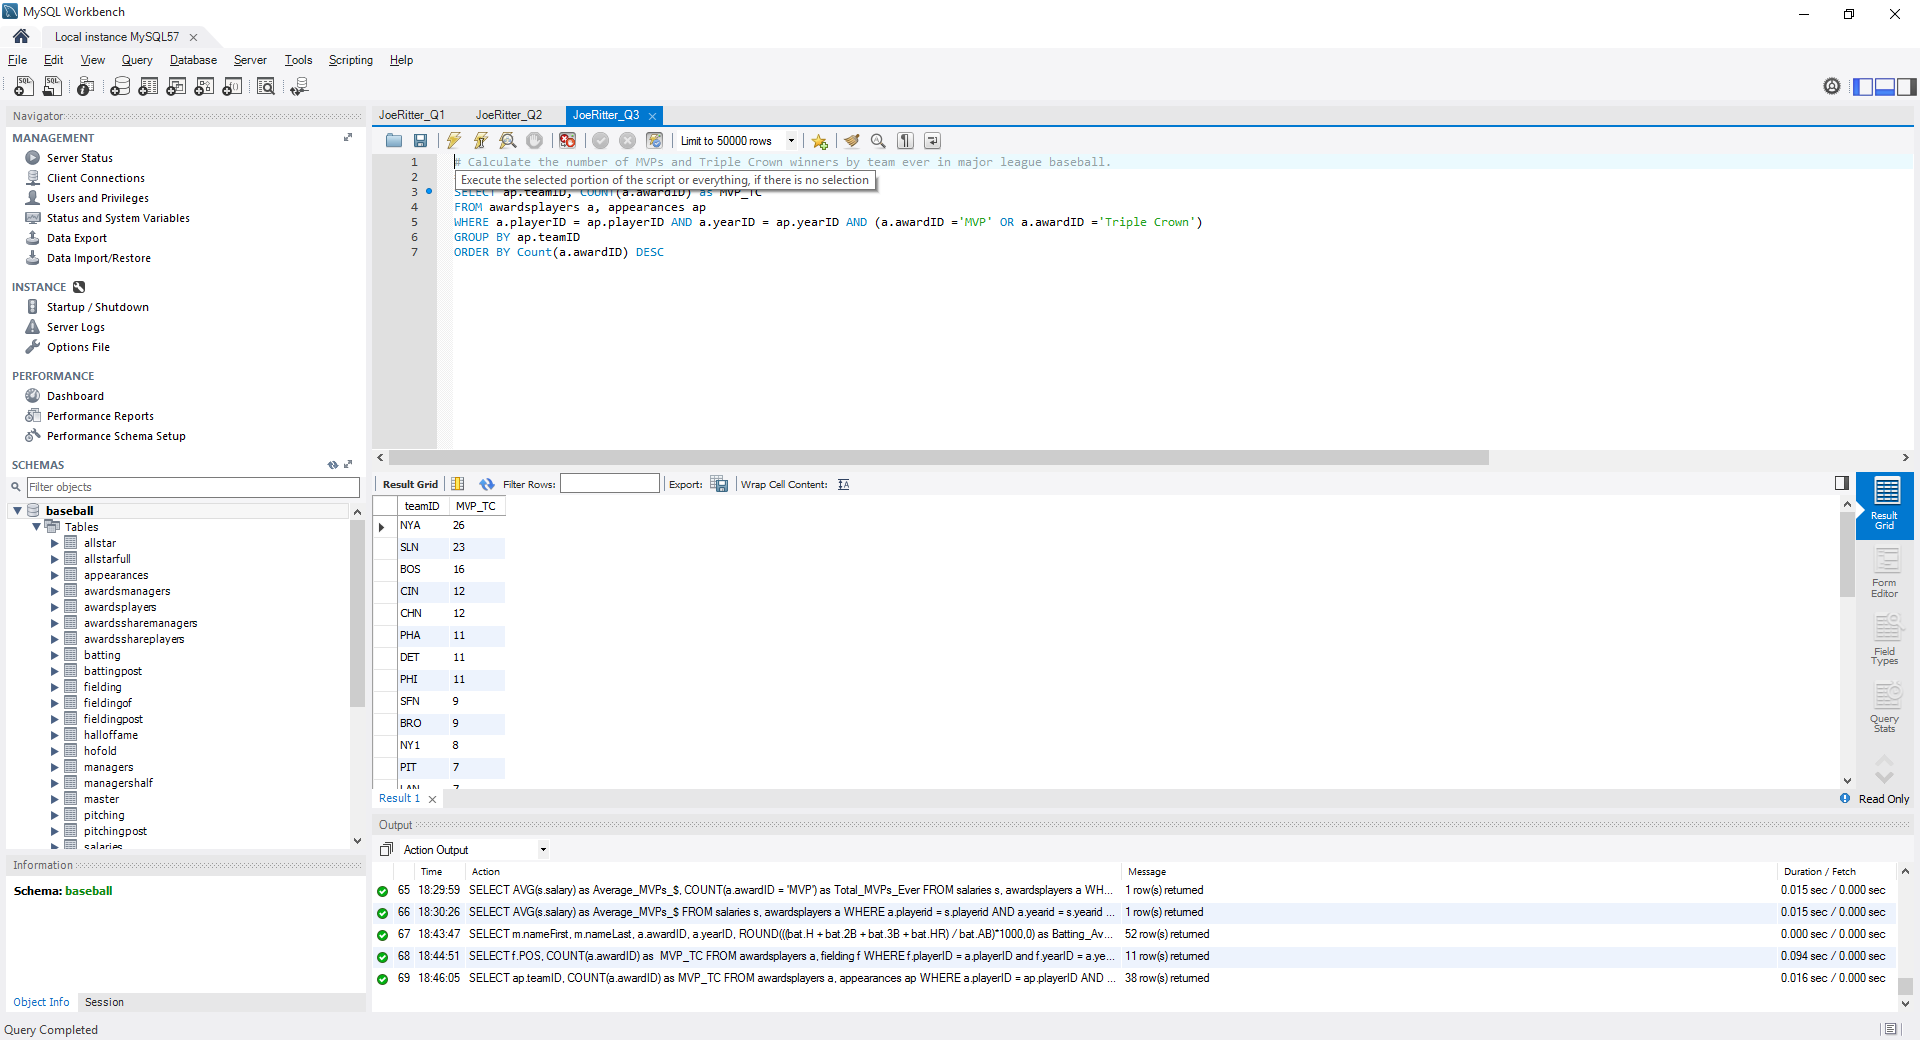 MySQL Workbench
Local instance MySQL57
File Edit View Query Database Server Tools Scripting Help
Navigator
MANAGEMENT
Server Status
Client Connections
Users and Privileges
Status and System Variables
Data Export
Data Import/Restore
INSTANCE
Startup / Shutdown
Server Logs
Options File
PERFORMANCE
Dashboard
Performance Reports
Performance Schema Setup
SCHEMAS
Filter objects
baseball
Tables
allstar
allstarfull
appearances
awardsmanagers
awardsplayers
awardssharemanagers
awardsshareplayers
batting
battingpost
fielding
fieldingof
fieldingpost
halloffame
hofold
managers
managershalf
master
pitching
pitchingpost
salaries
Information
Schema: baseball
Object Info Session
Query Completed
JoeRitter_Q1 JoeRitter_Q2 JoeRitter_Q3
Limit to 50000 rows
1 # Calculate the number of MVPs and Triple Crown winners by team ever in major league baseball.
2
Execute the selected portion of the script or everything, if there is no selection
3 SELECT ap.teamID, COUNT(a.awardID) as MVP_TC
4 FROM awardsplayers a, appearances ap
5 WHERE a.playerID = ap.playerID AND a.yearID = ap.yearID AND (a.awardID ='MVP' OR a.awardID ='Triple Crown')
6 GROUP BY ap.teamID
7 ORDER BY Count(a.awardID) DESC
Result Grid Filter Rows: Export: Wrap Cell Content:
teamID MVP_TC
NYA 26
SLN 23
BOS 16
CIN 12
CHN 12
PHA 11
DET 11
PHI 11
SFN 9
BRO 9
NY1 8
PIT 7
LAN 7
Result Grid
Form Editor
Field Types
Query Stats
Result 1
Read Only
Output
Action Output
Time Action Message Duration / Fetch
65 18:29:59 SELECT AVG(s.salary) as Average_MVPs_$, COUNT(a.awardID = 'MVP') as Total_MVPs_Ever FROM salaries s, awardsplayers a WH... 1 row(s) returned 0.015 sec / 0.000 sec
66 18:30:26 SELECT AVG(s.salary) as Average_MVPs_$ FROM salaries s, awardsplayers a WHERE a.playerid = s.playerid AND a.yearid = s.yearid ... 1 row(s) returned 0.015 sec / 0.000 sec
67 18:43:47 SELECT m.nameFirst, m.nameLast, a.awardID, a.yearID, ROUND(((bat.H + bat.2B + bat.3B + bat.HR) / bat.AB)*1000,0) as Batting_Av... 52 row(s) returned 0.000 sec / 0.000 sec
68 18:44:51 SELECT f.POS, COUNT(a.awardID) as MVP_TC FROM awardsplayers a, fielding f WHERE f.playerID = a.playerID and f.yearID = a.ye... 11 row(s) returned 0.094 sec / 0.000 sec
69 18:46:05 SELECT ap.teamID, COUNT(a.awardID) as MVP_TC FROM awardsplayers a, appearances ap WHERE a.playerID = ap.playerID AND ... 38 row(s) returned 0.016 sec / 0.000 sec